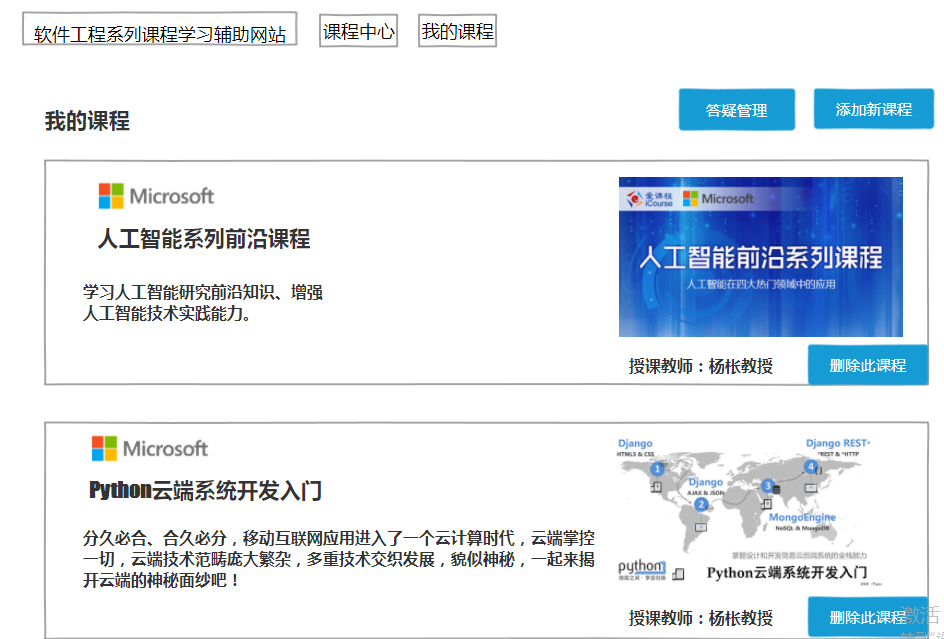 软件工程系列课程学习辅助网站 课程中心 我的课程
我的课程 答疑管理 添加新课程
Microsoft
人工智能系列前沿课程
学习人工智能研究前沿知识、增强
人工智能技术实践能力。
爱课程
iCourse
Microsoft
人工智能前沿系列课程
人工智能在四大热门领域中的应用
授课教师：杨枨教授 删除此课程
Microsoft
Python云端系统开发入门
分久必合、合久必分，移动互联网应用进入了一个云计算时代，云端掌控
一切，云端技术范畴庞大繁杂，多重技术交织发展，貌似神秘，一起来揭
开云端的神秘面纱吧！
Django
HTML5 & CSS
1
Django
AJAX & JSON
2
3
Django REST
REST & HTTP
4
MongoEngine
NoSQL & MongoDB
掌握设计和开发简易云后端系统的全栈能力
python
Python云端系统开发入门
授课教师：杨枨教授 删除此课程
激活